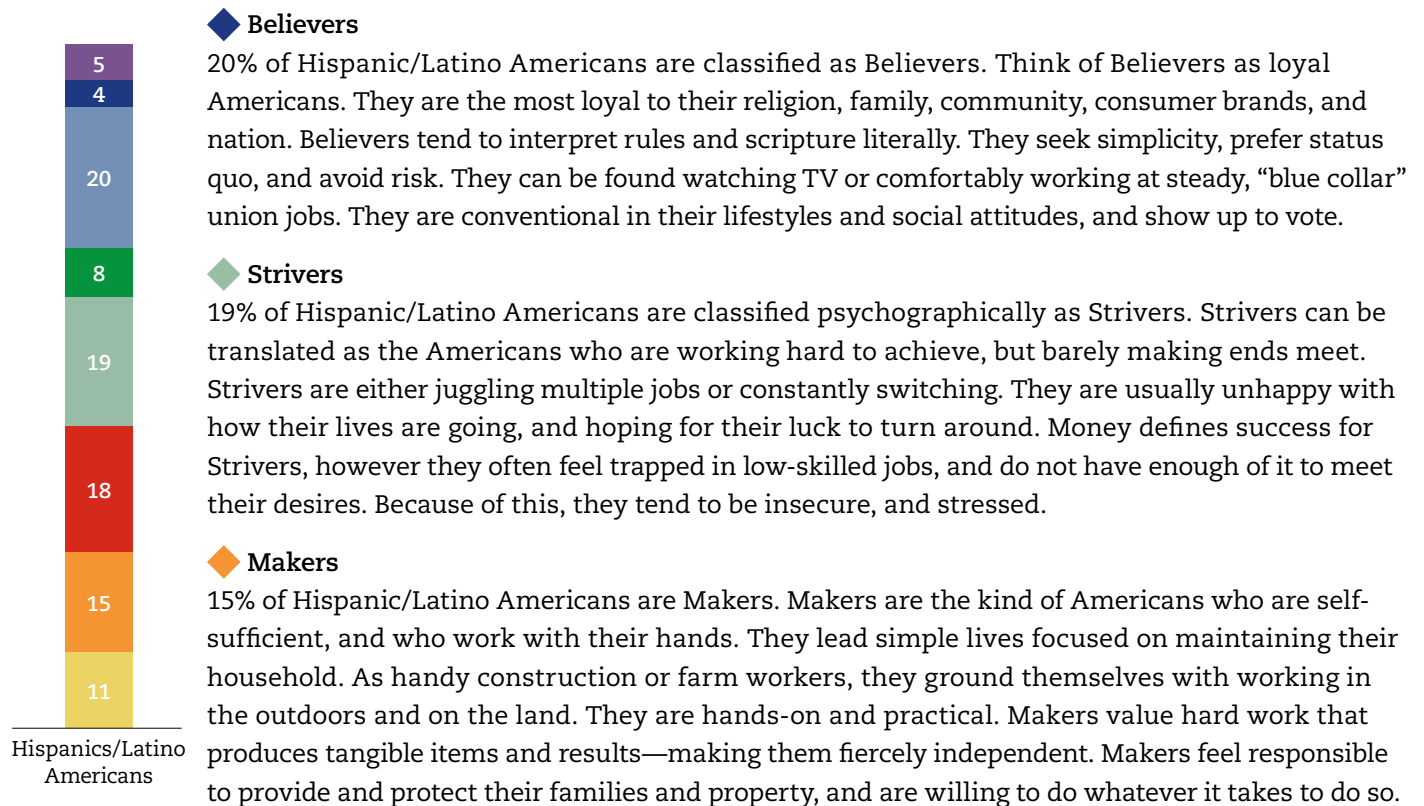 5
4
20
8
19
18
15
11
Hispanics/Latino
Americans
Believers
20% of Hispanic/Latino Americans are classified as Believers. Think of Believers as loyal
Americans. They are the most loyal to their religion, family, community, consumer brands, and
nation. Believers tend to interpret rules and scripture literally. They seek simplicity, prefer status
quo, and avoid risk. They can be found watching TV or comfortably working at steady, “blue collar”
union jobs. They are conventional in their lifestyles and social attitudes, and show up to vote.
Strivers
19% of Hispanic/Latino Americans are classified psychographically as Strivers. Strivers can be
translated as the Americans who are working hard to achieve, but barely making ends meet.
Strivers are either juggling multiple jobs or constantly switching. They are usually unhappy with
how their lives are going, and hoping for their luck to turn around. Money defines success for
Strivers, however they often feel trapped in low-skilled jobs, and do not have enough of it to meet
their desires. Because of this, they tend to be insecure, and stressed.
Makers
15% of Hispanic/Latino Americans are Makers. Makers are the kind of Americans who are self-
sufficient, and who work with their hands. They lead simple lives focused on maintaining their
household. As handy construction or farm workers, they ground themselves with working in
the outdoors and on the land. They are hands-on and practical. Makers value hard work that
produces tangible items and results—making them fiercely independent. Makers feel responsible
to provide and protect their families and property, and are willing to do whatever it takes to do so.